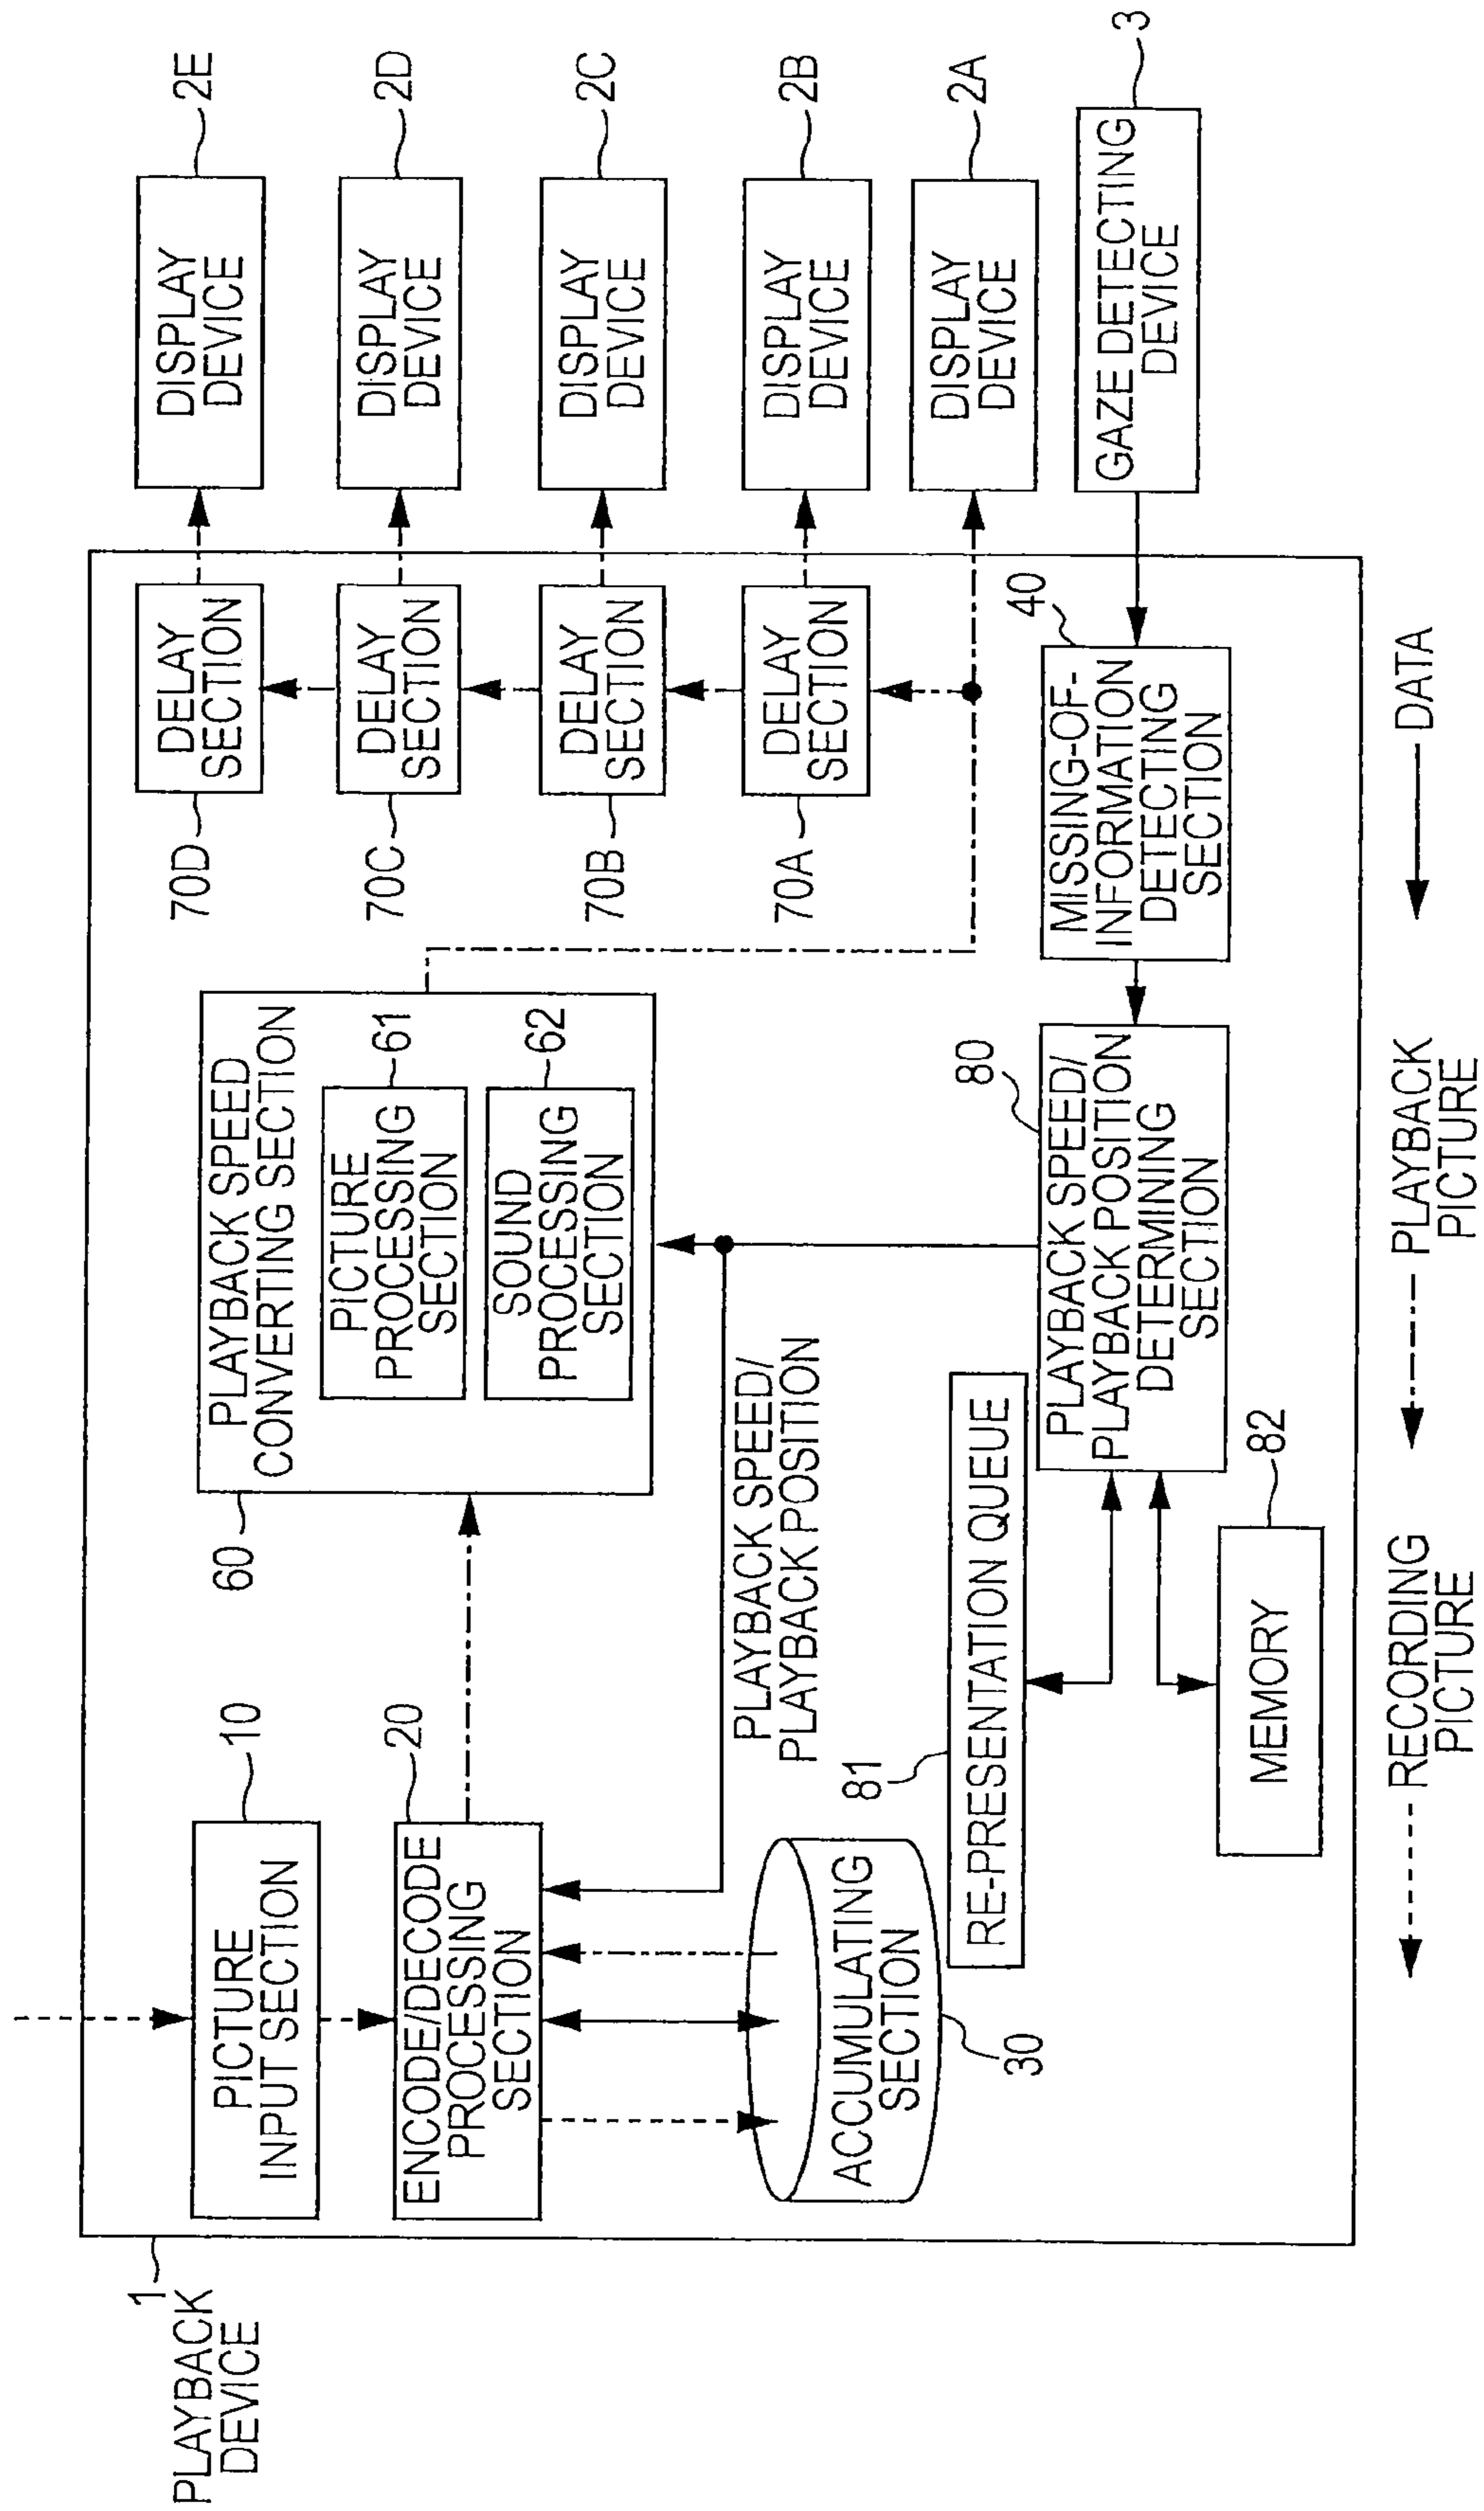 1
PLAYBACK
DEVICE
10
PICTURE
INPUT SECTION
20
ENCODE/DECODE
PROCESSING
SECTION
ACCUMULATING
SECTION
30
60
PLAYBACK SPEED
CONVERTING SECTION
PICTURE
PROCESSING
SECTION
61
SOUND
PROCESSING
SECTION
62
PLAYBACK SPEED/
PLAYBACK POSITION
81
RE-PRESENTATION QUEUE
MEMORY
82
80
PLAYBACK SPEED/
PLAYBACK POSITION
DETERMINING
SECTION
40
MISSING-OF-
INFORMATION
DETECTING
SECTION
70D
DELAY
SECTION
70C
DELAY
SECTION
70B
DELAY
SECTION
70A
DELAY
SECTION
DISPLAY
DEVICE
2E
DISPLAY
DEVICE
2D
DISPLAY
DEVICE
2C
DISPLAY
DEVICE
2B
DISPLAY
DEVICE
2A
GAZE DETECTING
DEVICE
3
RECORDING
PICTURE
PLAYBACK
PICTURE
DATA